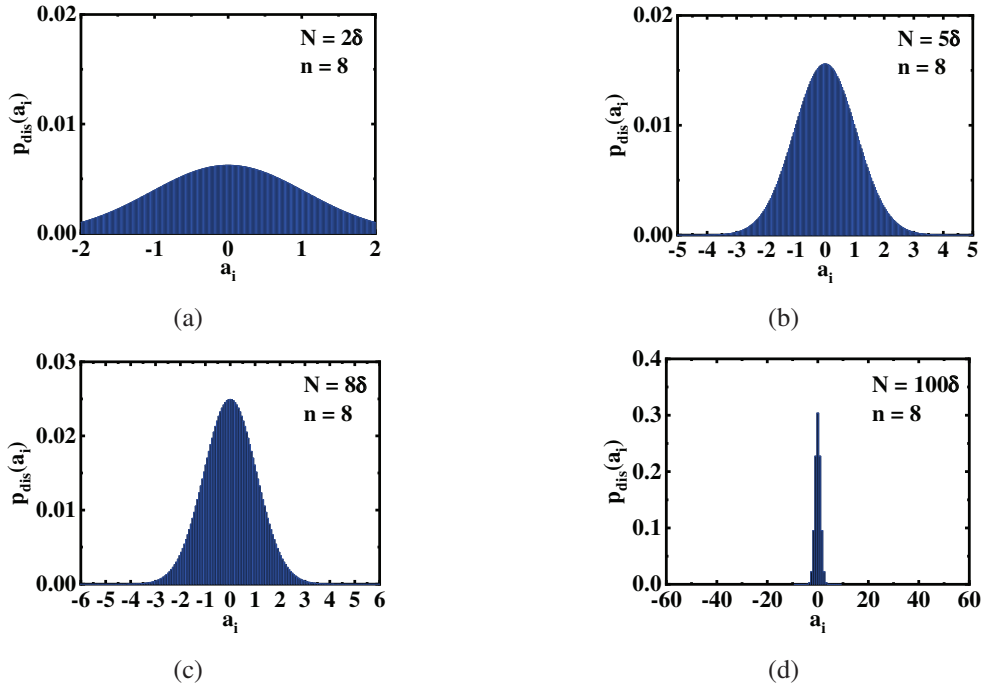 0.02
N = 2δ
n = 8
0.01
p_dis(a_i)
0.00
-2 -1 0 1 2
a_i
(a)
0.02
N = 5δ
n = 8
0.01
p_dis(a_i)
0.00
-5 -4 -3 -2 -1 0 1 2 3 4 5
a_i
(b)
0.03
N = 8δ
n = 8
0.02
p_dis(a_i)
0.01
0.00
-6 -5 -4 -3 -2 -1 0 1 2 3 4 5 6
a_i
(c)
0.4
N = 100δ
n = 8
0.3
p_dis(a_i)
0.2
0.1
0.0
-60 -40 -20 0 20 40 60
a_i
(d)